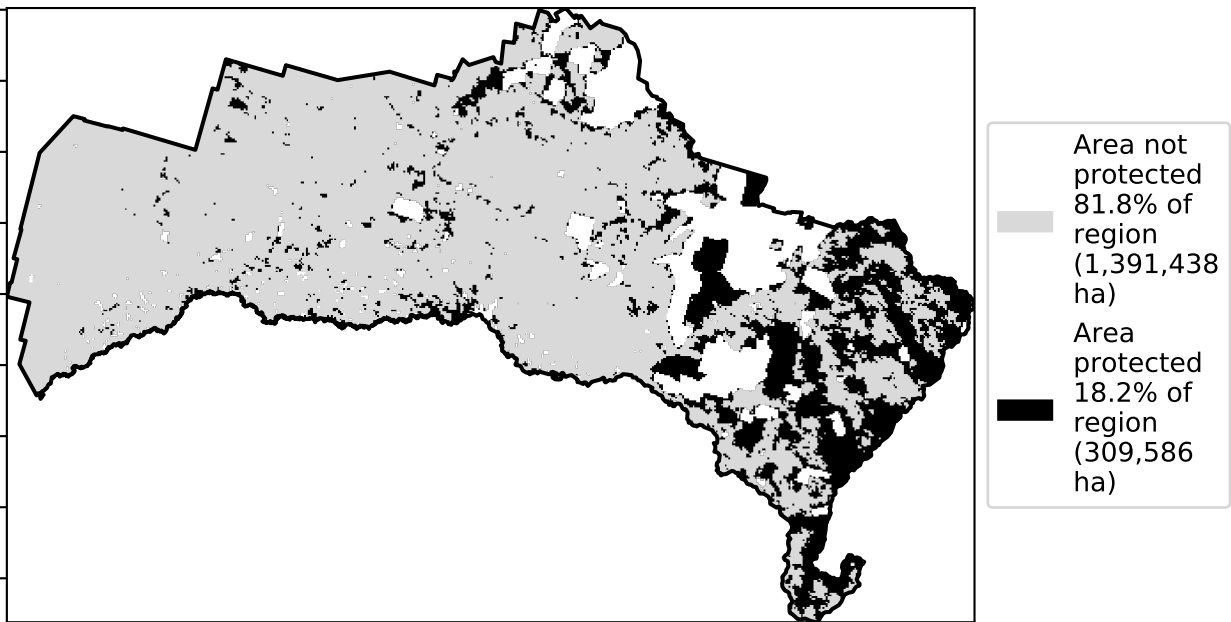 Area not
protected
81.8% of
region
(1,391,438
ha)
Area
protected
18.2% of
region
(309,586
ha)